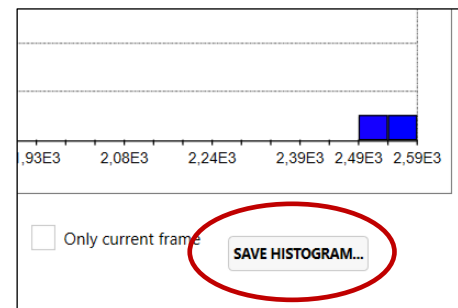 ,93E3 2,08E3 2,24E3 2,39E3 2,49E3 2,59E3
Only current frame
SAVE HISTOGRAM...